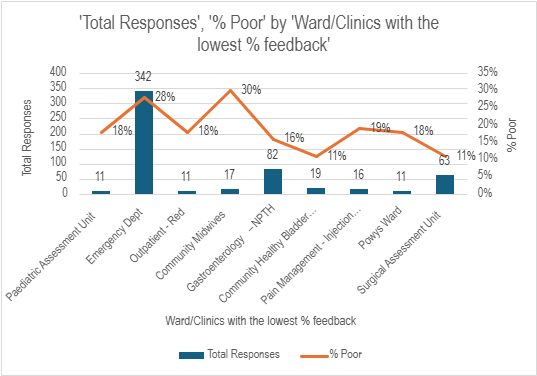 'Total Responses', '% Poor' by 'Ward/Clinics with the
lowest % feedback'
400
350
300
250
200
150
100
50
0
Total Responses
35%
30%
25%
20%
15%
10%
5%
0%
% Poor
11
342
11
17
82
19
16
11
63
18%
28%
18%
30%
16%
11%
19%
18%
11%
Paediatric Assessment Unit
Emergency Dept
Outpatient - Red
Community Midwives
Gastroenterology – NPTH
Community Healthy Bladder…
Pain Management - Injection…
Powys Ward
Surgical Assessment Unit
Ward/Clinics with the lowest % feedback
Total Responses
% Poor